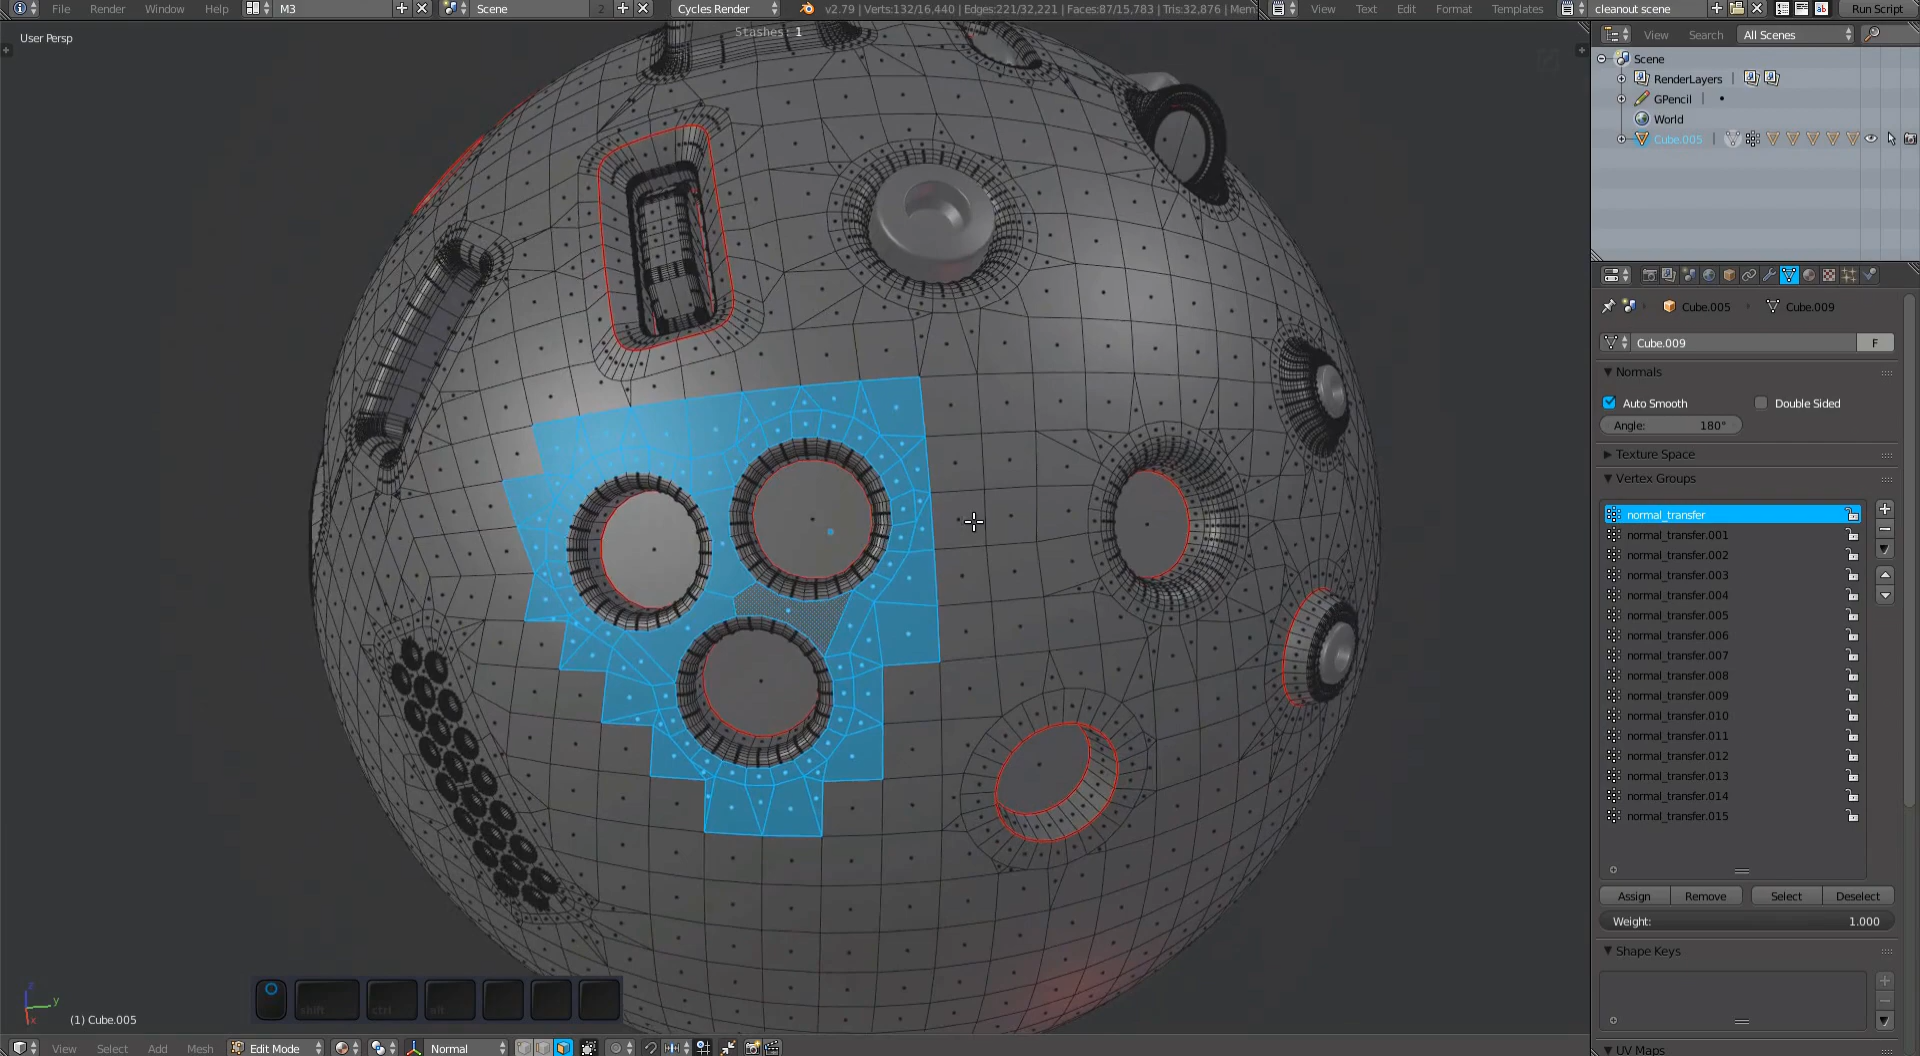 File Render Window Help M3 Scene 2 Cycles Render v2.79 | Verts:132/16,440 | Edges:221/32,221 | Faces:87/15,783 | Tris:32,876 | Mem: View Text Edit Format Templates cleanout scene Run Script
User Persp
Stashes: 1
View Search All Scenes
Scene
RenderLayers
GPencil
World
Cube.005
Cube.005 Cube.009
Cube.009 F
Normals
Auto Smooth Double Sided
Angle: 180°
Texture Space
Vertex Groups
normal_transfer
normal_transfer.001
normal_transfer.002
normal_transfer.003
normal_transfer.004
normal_transfer.005
normal_transfer.006
normal_transfer.007
normal_transfer.008
normal_transfer.009
normal_transfer.010
normal_transfer.011
normal_transfer.012
normal_transfer.013
normal_transfer.014
normal_transfer.015
Assign Remove Select Deselect
Weight: 1.000
Shape Keys
UV Maps
shift ctrl alt
z
y
x
(1) Cube.005
View Select Add Mesh Edit Mode Normal